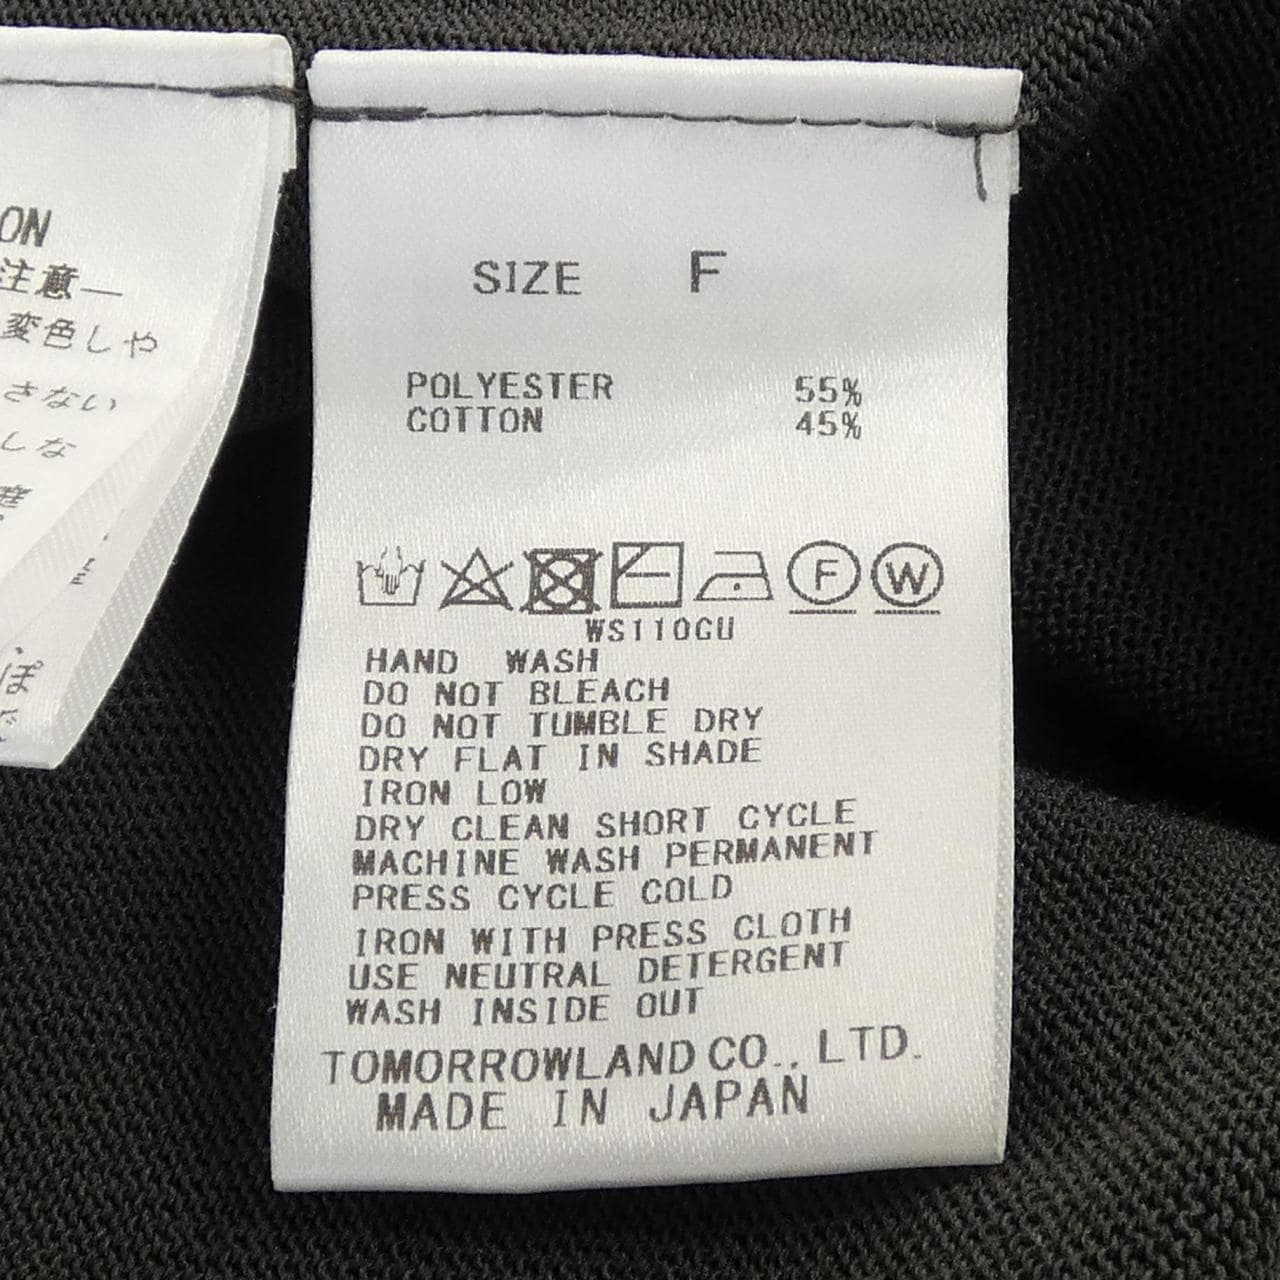 ON
注意―
変色しや
さない
しな
ぽ
SIZE F
POLYESTER 55%
COTTON 45%
F W
WS110GU
HAND WASH
DO NOT BLEACH
DO NOT TUMBLE DRY
DRY FLAT IN SHADE
IRON LOW
DRY CLEAN SHORT CYCLE
MACHINE WASH PERMANENT
PRESS CYCLE COLD
IRON WITH PRESS CLOTH
USE NEUTRAL DETERGENT
WASH INSIDE OUT
TOMORROWLAND CO., LTD.
MADE IN JAPAN